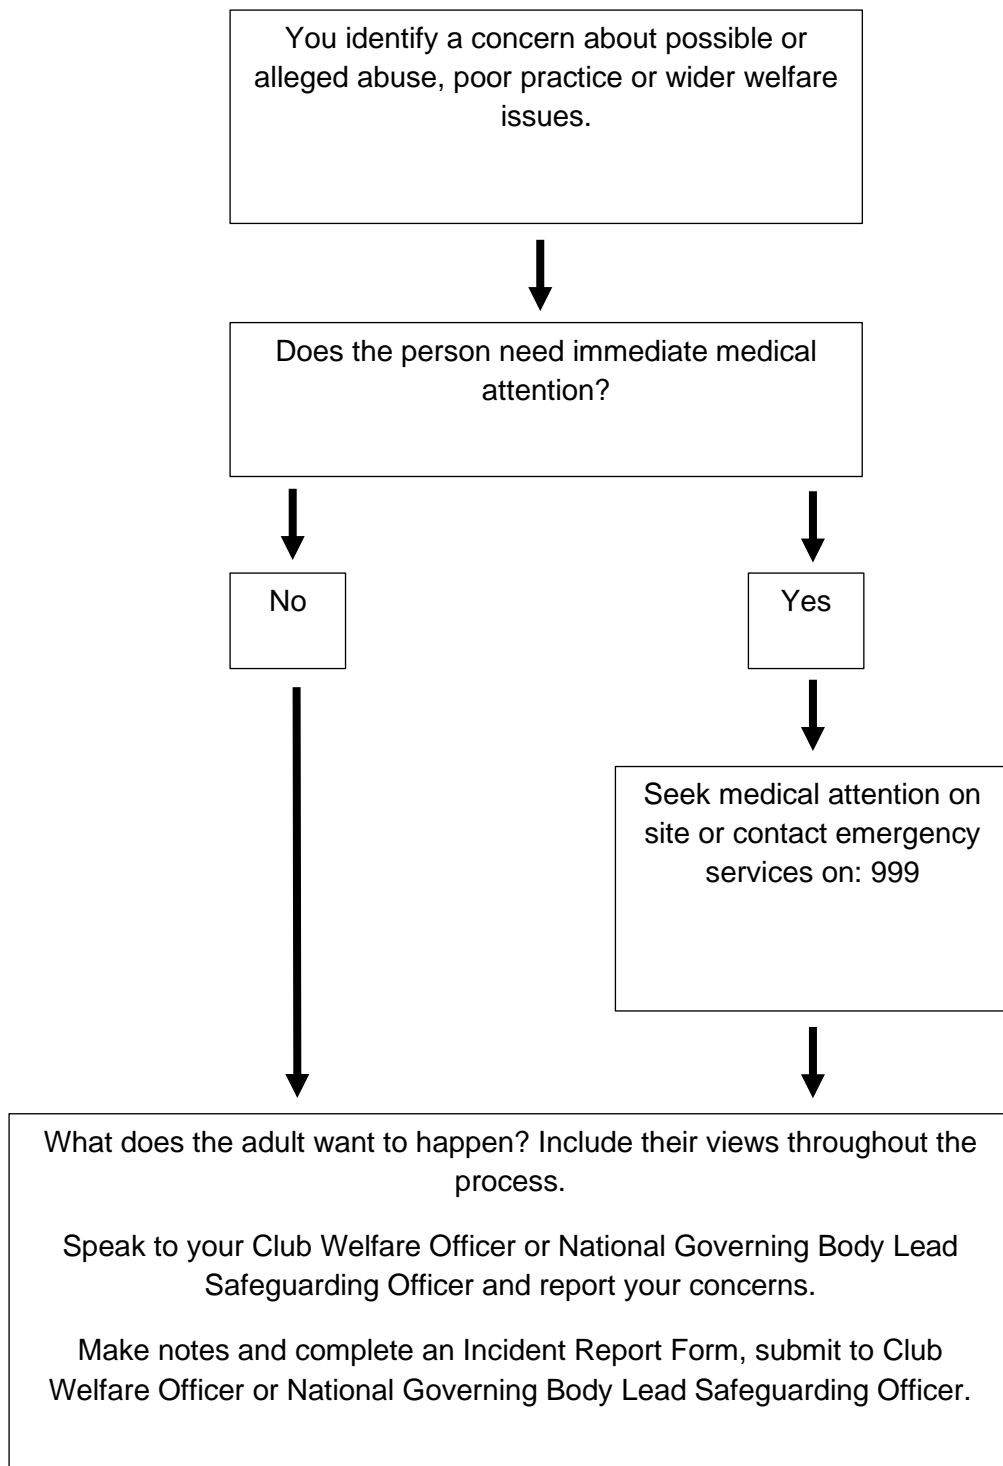 You identify a concern about possible or
alleged abuse, poor practice or wider welfare
issues.
Does the person need immediate medical
attention?
No
Yes
Seek medical attention on
site or contact emergency
services on: 999
What does the adult want to happen? Include their views throughout the
process.
Speak to your Club Welfare Officer or National Governing Body Lead
Safeguarding Officer and report your concerns.
Make notes and complete an Incident Report Form, submit to Club
Welfare Officer or National Governing Body Lead Safeguarding Officer.